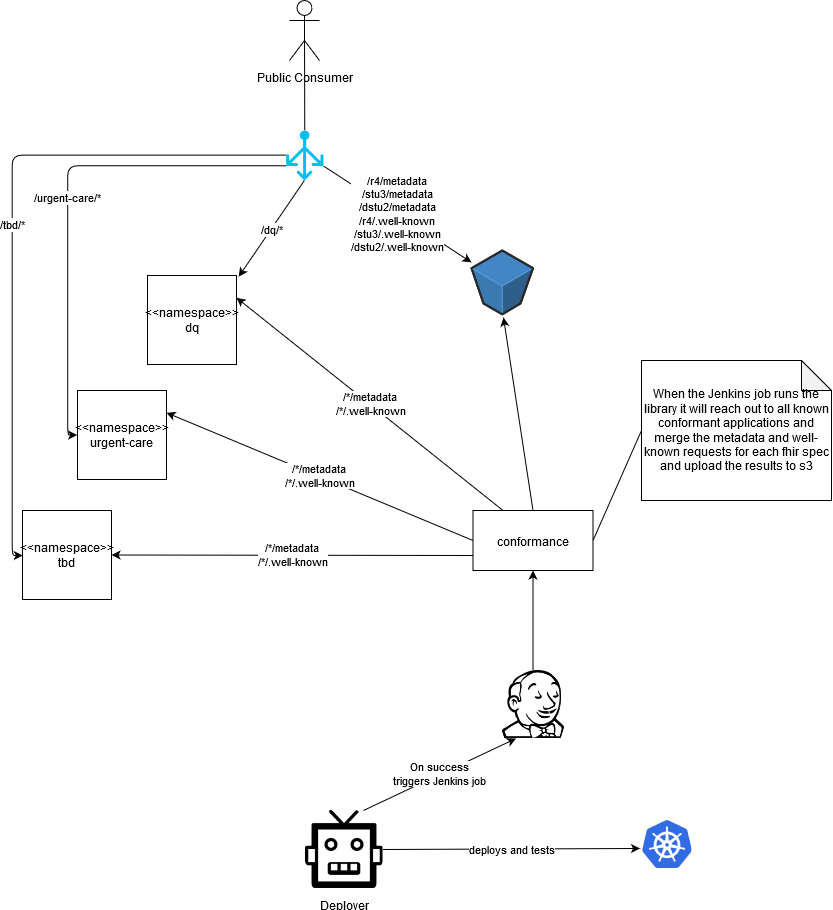 Public Consumer
/r4/metadata
/stu3/metadata
/dstu2/metadata
/r4/.well-known
/stu3/.well-known
/dstu2/.well-known
/urgent-care/*
/tbd/*
/dq/*
<<namespace>>
dq
/*/metadata
/*/.well-known
<<namespace>>
urgent-care
/*/metadata
/*/.well-known
When the Jenkins job runs the
library it will reach out to all known
conformant applications and
merge the metadata and well-
known requests for each fhir spec
and upload the results to s3
<<namespace>>
tbd
/*/metadata
/*/.well-known
conformance
On success
triggers Jenkins job
deploys and tests
Deployer